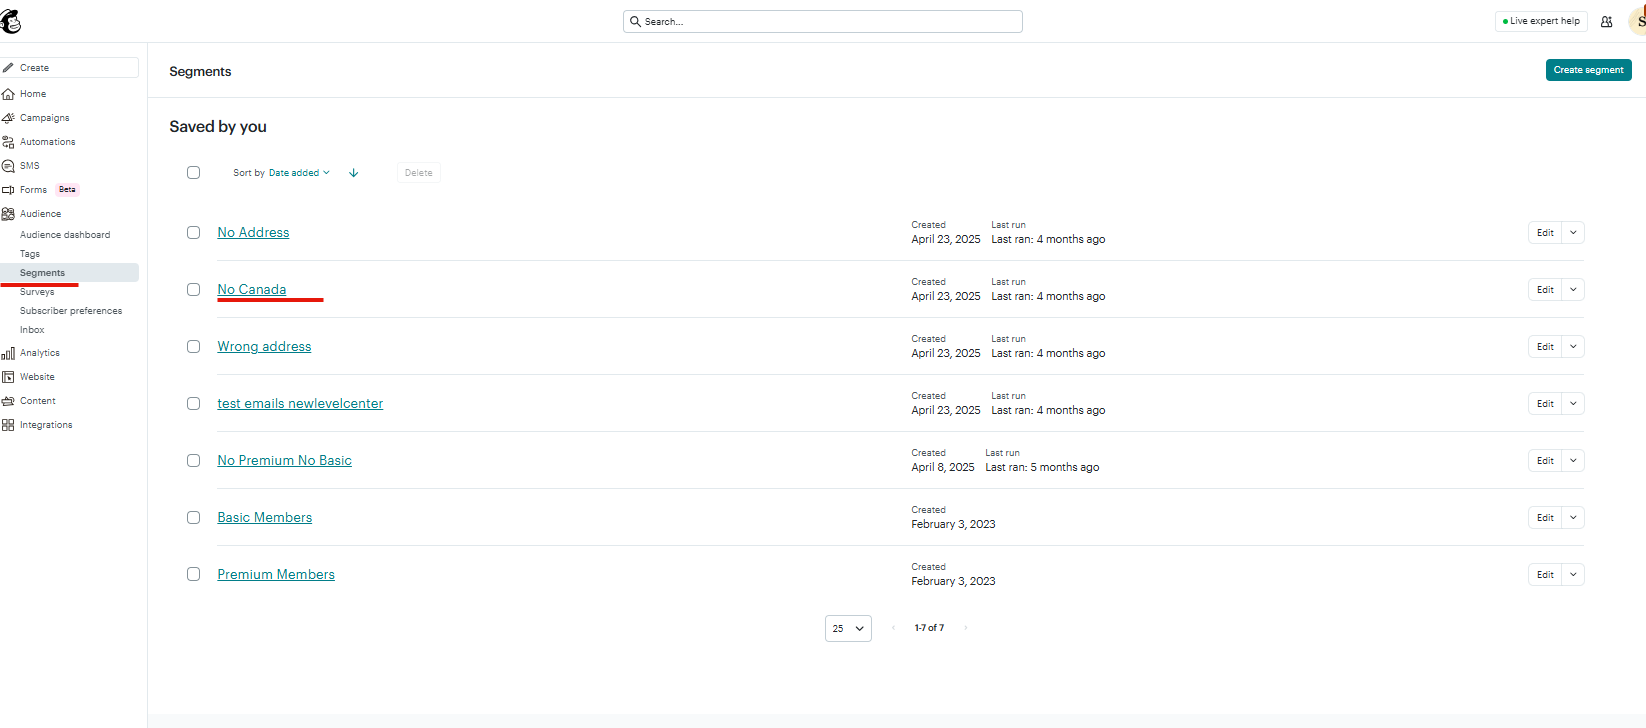 Search...
Live expert help
S
Create
Home
Campaigns
Automations
SMS
Forms Beta
Audience
Audience dashboard
Tags
Segments
Surveys
Subscriber preferences
Inbox
Analytics
Website
Content
Integrations
Segments
Create segment
Saved by you
Sort by Date added
Delete
No Address
Created Last run
April 23, 2025 Last ran: 4 months ago
Edit
No Canada
Created Last run
April 23, 2025 Last ran: 4 months ago
Edit
Wrong address
Created Last run
April 23, 2025 Last ran: 4 months ago
Edit
test emails newlevelcenter
Created Last run
April 23, 2025 Last ran: 4 months ago
Edit
No Premium No Basic
Created Last run
April 8, 2025 Last ran: 5 months ago
Edit
Basic Members
Created
February 3, 2023
Edit
Premium Members
Created
February 3, 2023
Edit
25
1-7 of 7